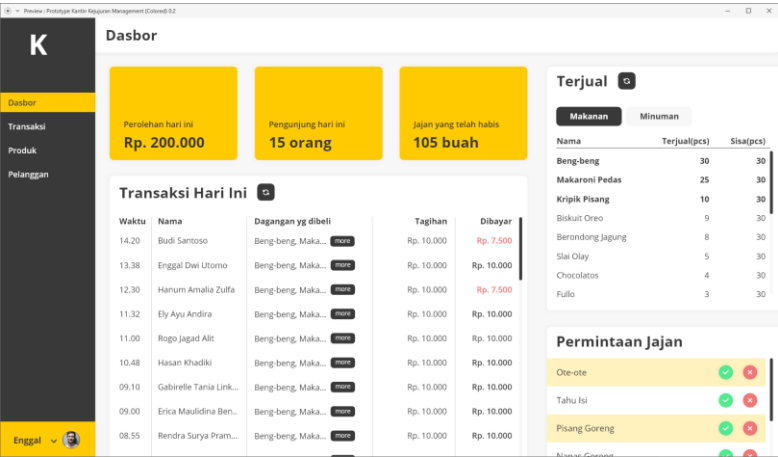 Preview : Prototype Kantin Kejujuran Management (Colored) 0.2
K
Dasbor
Dasbor
Transaksi
Produk
Pelanggan
Enggal
Perolehan hari ini
Rp. 200.000
Pengunjung hari ini
15 orang
Jajan yang telah habis
105 buah
Transaksi Hari Ini
Waktu Nama Dagangan yg dibeli Tagihan Dibayar
14.20 Budi Santoso Beng-beng, Maka... more Rp. 10.000 Rp. 7.500
13.38 Enggal Dwi Utomo Beng-beng, Maka... more Rp. 10.000 Rp. 10.000
12.30 Hanum Amalia Zulfa Beng-beng, Maka... more Rp. 10.000 Rp. 7.500
11.32 Ely Ayu Andira Beng-beng, Maka... more Rp. 10.000 Rp. 10.000
11.00 Rogo Jagad Alit Beng-beng, Maka... more Rp. 10.000 Rp. 10.000
10.48 Hasan Khadiki Beng-beng, Maka... more Rp. 10.000 Rp. 10.000
09.10 Gabirelle Tania Link... Beng-beng, Maka... more Rp. 10.000 Rp. 10.000
09.00 Erica Maulidina Ben.. Beng-beng, Maka... more Rp. 10.000 Rp. 10.000
08.55 Rendra Surya Pram... Beng-beng, Maka... more Rp. 10.000 Rp. 10.000
Terjual
Makanan Minuman
Nama Terjual(pcs) Sisa(pcs)
Beng-beng 30 30
Makaroni Pedas 25 30
Kripik Pisang 10 30
Biskuit Oreo 9 30
Berondong Jagung 8 30
Slai Olay 5 30
Chocolatos 4 30
Fullo 3 30
Permintaan Jajan
Ote-ote
Tahu Isi
Pisang Goreng
Nanas Goreng